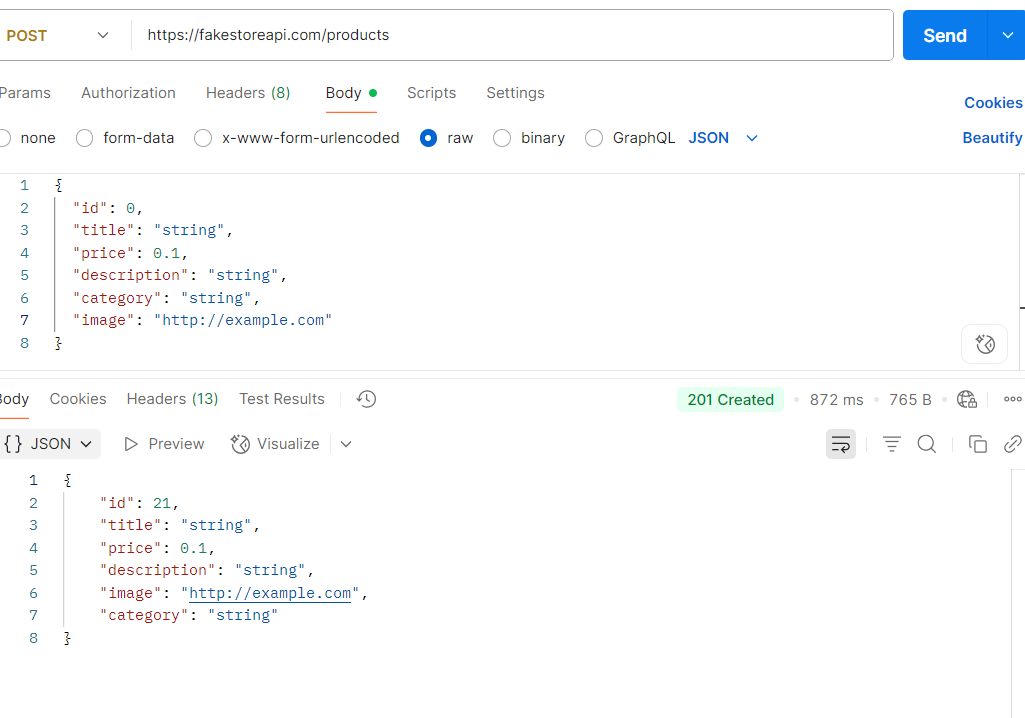 POST https://fakestoreapi.com/products Send
Params Authorization Headers (8) Body Scripts Settings Cookies
none form-data x-www-form-urlencoded raw binary GraphQL JSON Beautify
1 {
2 "id": 0,
3 "title": "string",
4 "price": 0.1,
5 "description": "string",
6 "category": "string",
7 "image": "http://example.com"
8 }
Body Cookies Headers (13) Test Results 201 Created • 872 ms • 765 B •
{} JSON Preview Visualize
1 {
2 "id": 21,
3 "title": "string",
4 "price": 0.1,
5 "description": "string",
6 "image": "http://example.com",
7 "category": "string"
8 }